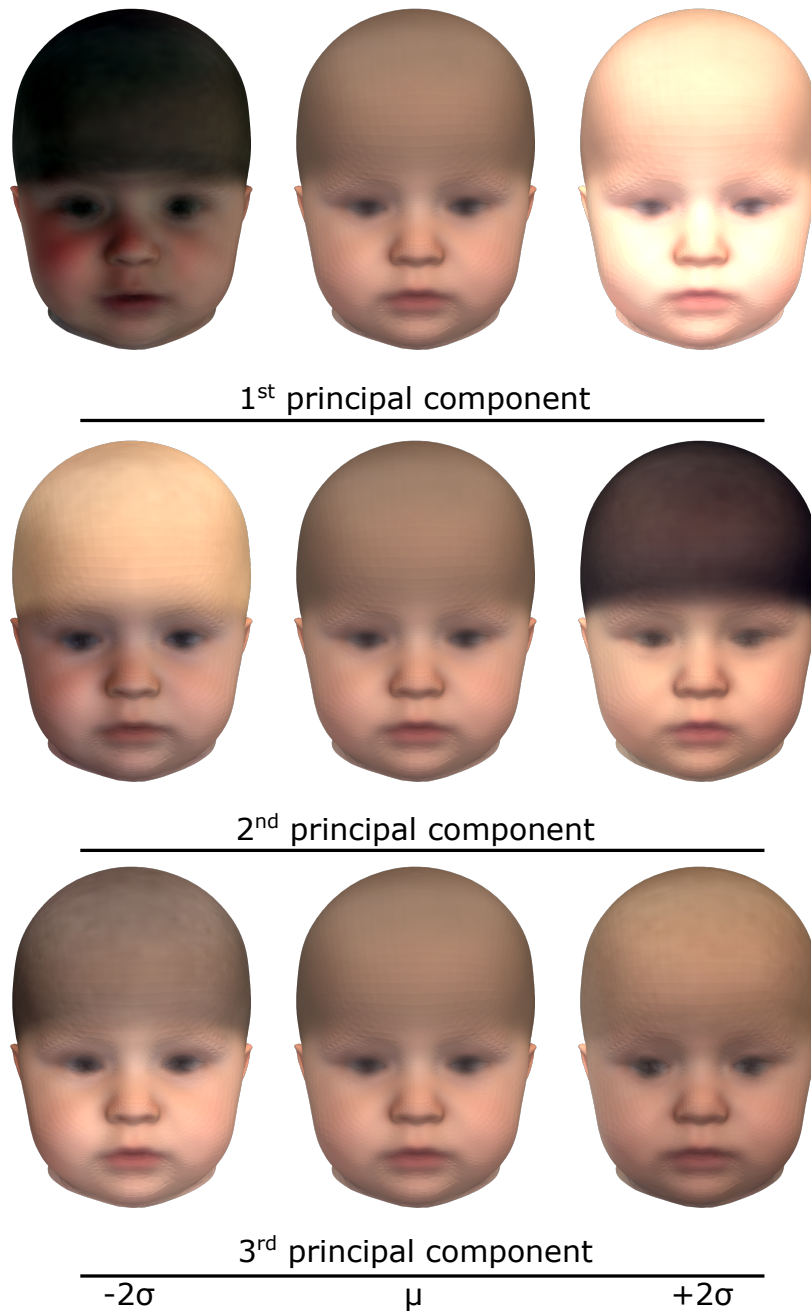 1st principal component
2nd principal component
3rd principal component
-2σ μ +2σ